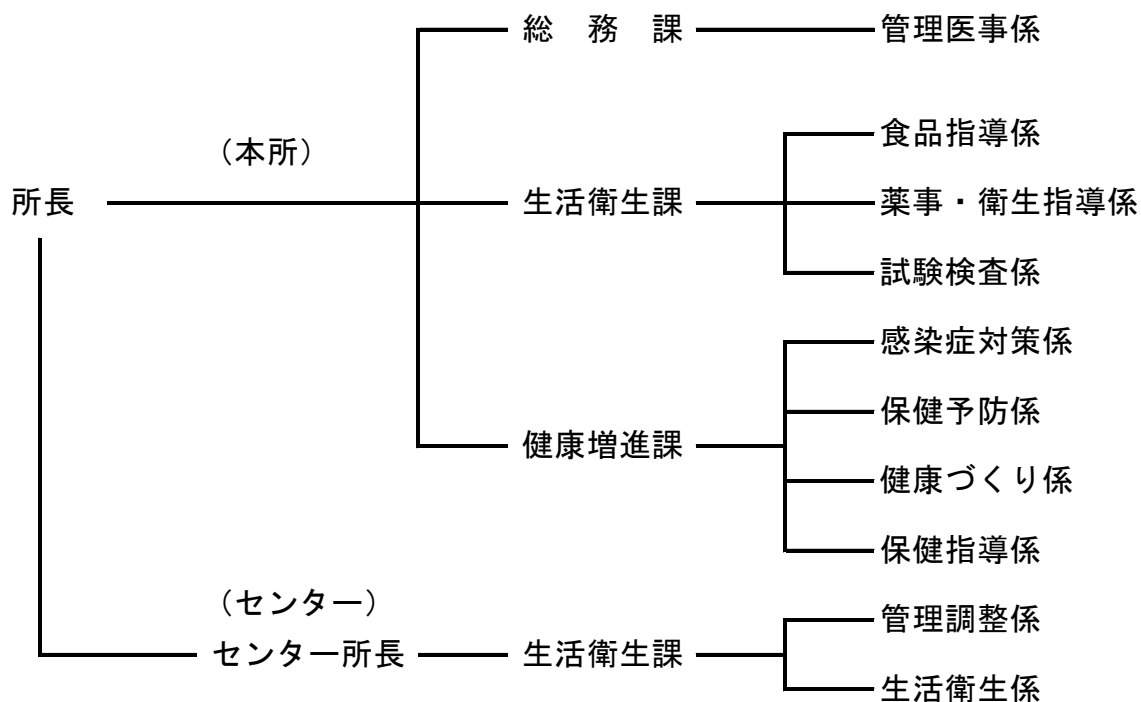 総　務　課
管理医事係
食品指導係
（本所）
所長
生活衛生課
薬事・衛生指導係
試験検査係
感染症対策係
保健予防係
健康増進課
健康づくり係
保健指導係
（センター）
管理調整係
センター所長
生活衛生課
生活衛生係